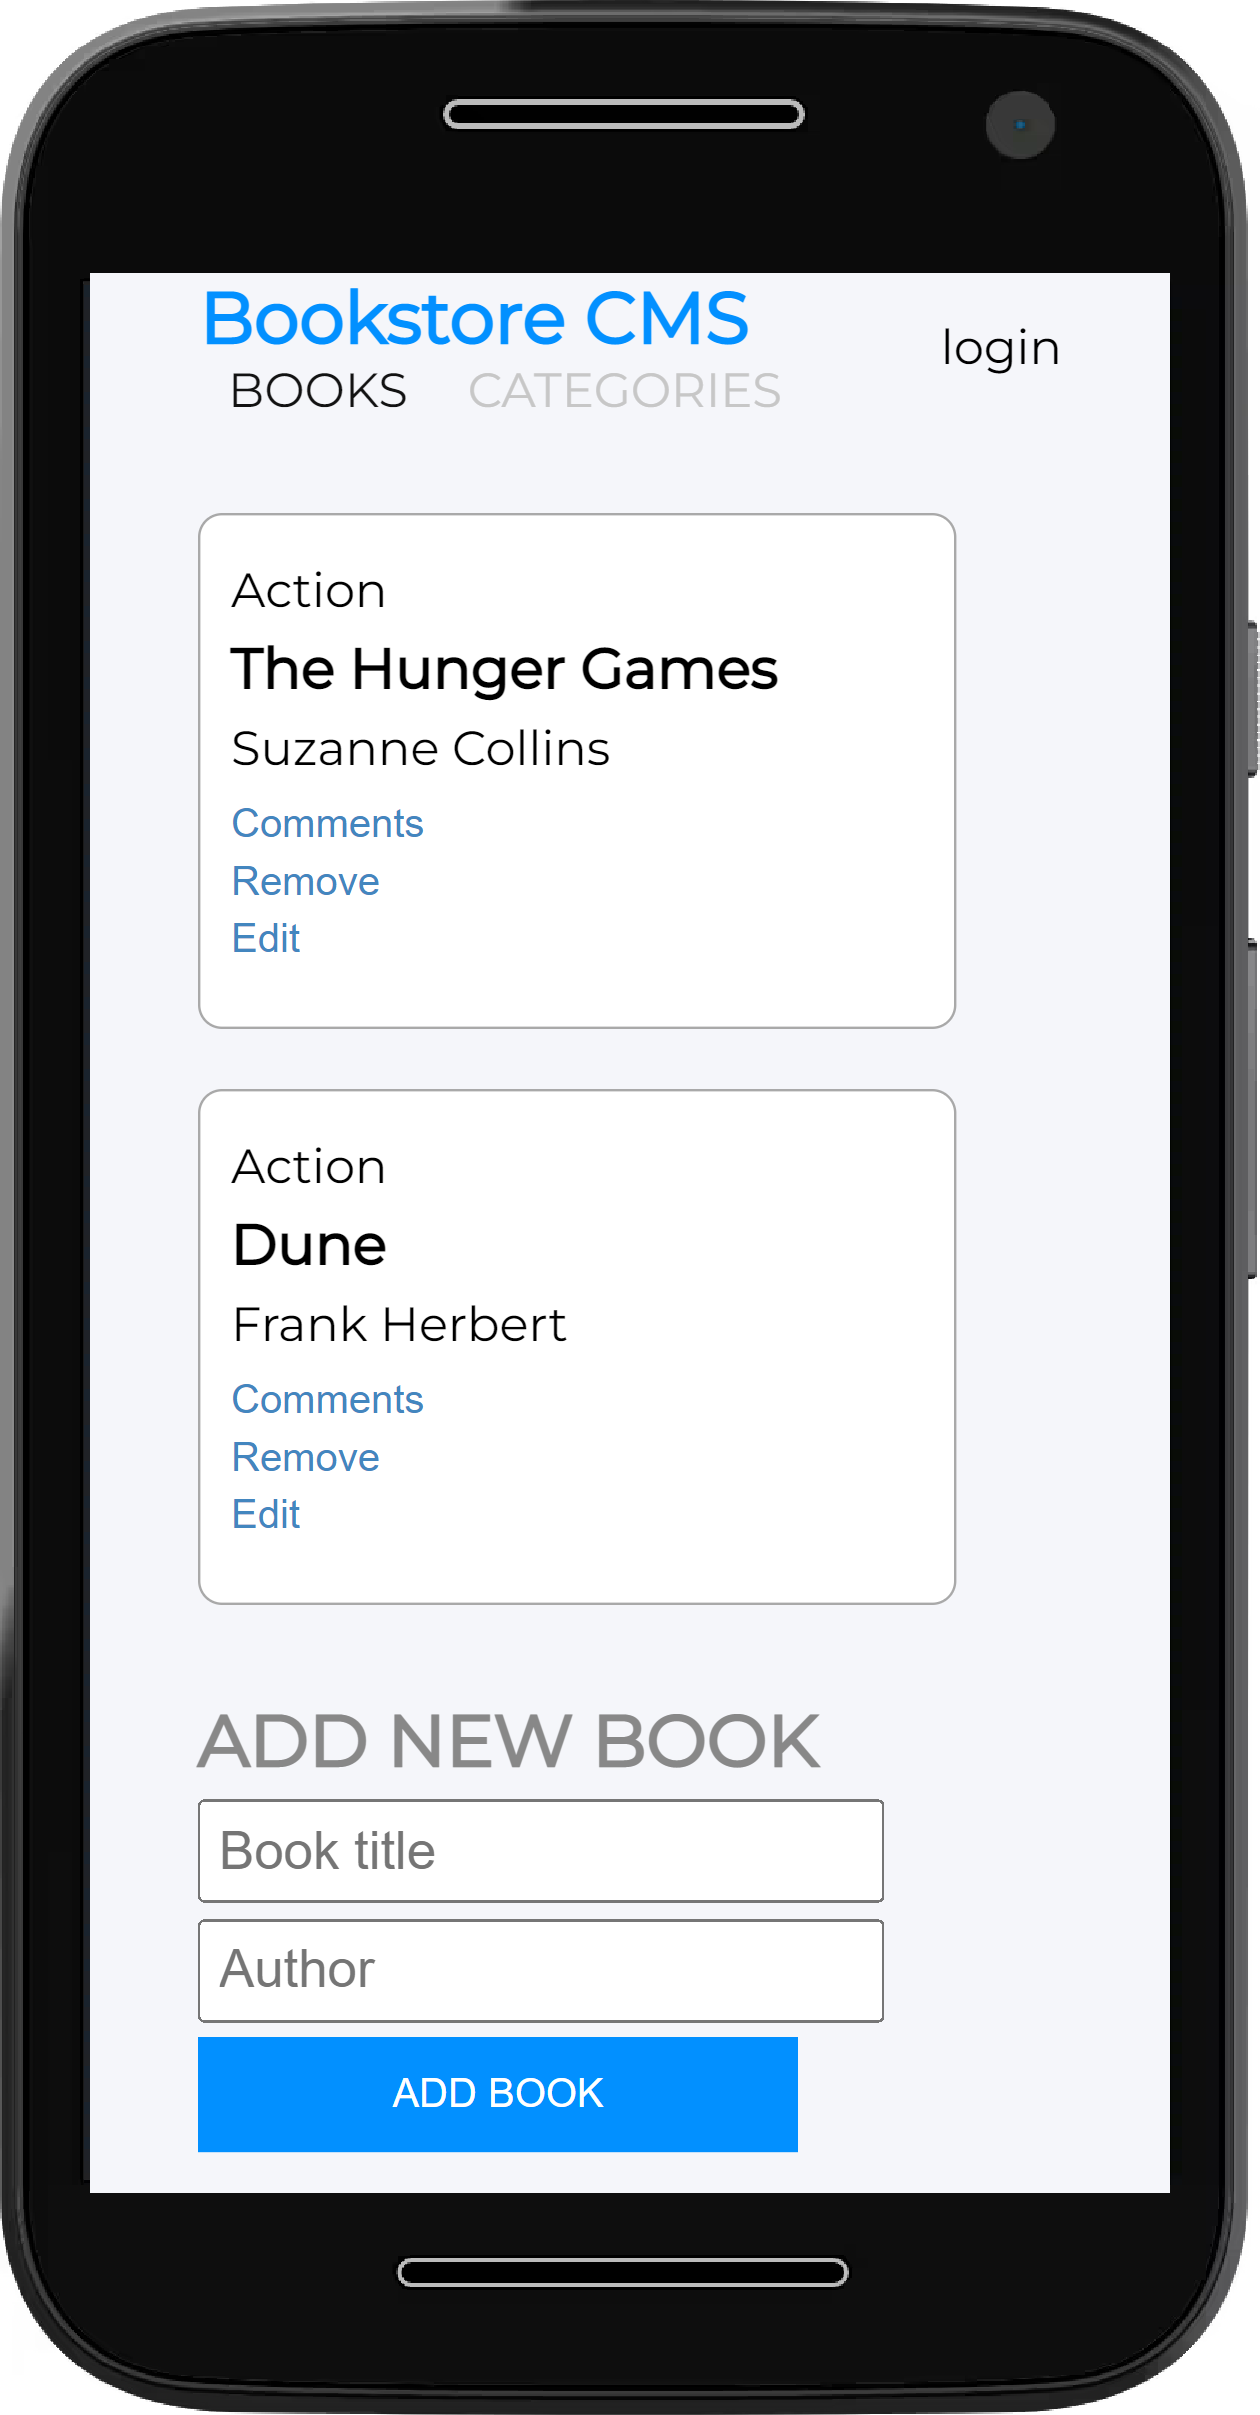 Bookstore CMS
login
BOOKS CATEGORIES
Action
The Hunger Games
Suzanne Collins
Comments
Remove
Edit
Action
Dune
Frank Herbert
Comments
Remove
Edit
ADD NEW BOOK
Book title
Author
ADD BOOK